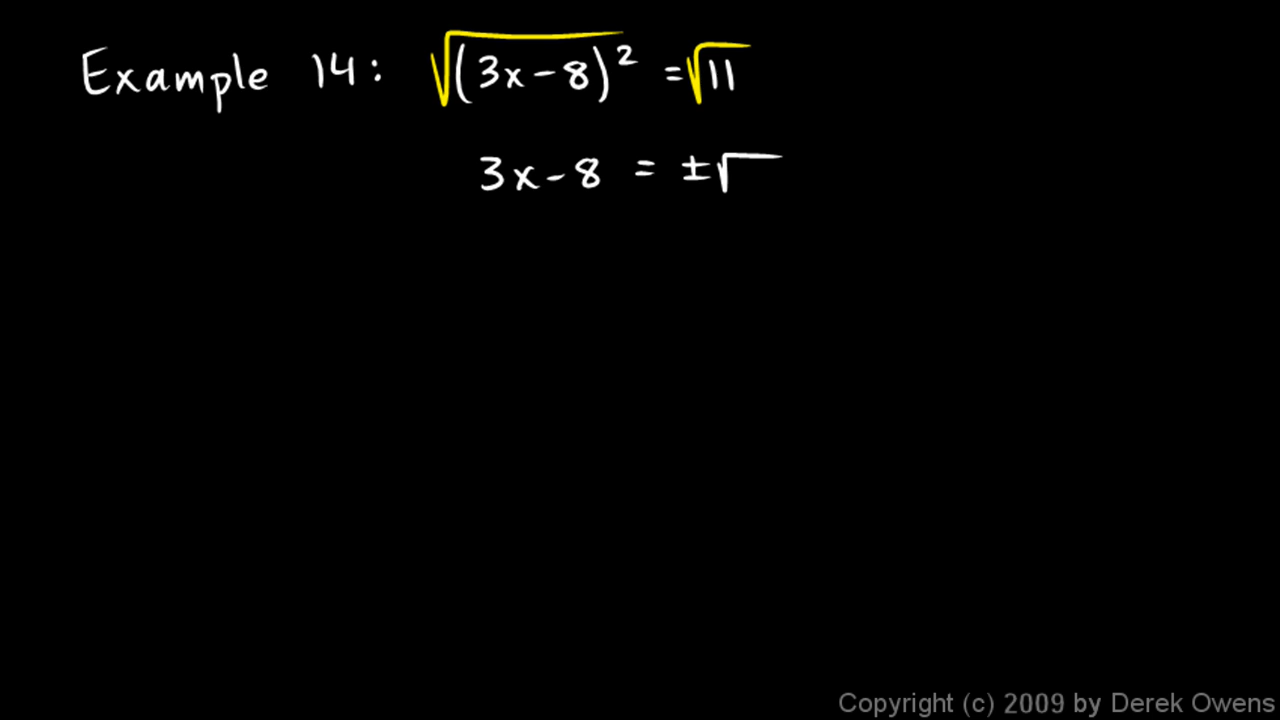 Example 14: √(3x-8)² = √11
3x-8 = ±√
Copyright (c) 2009 by Derek Owens